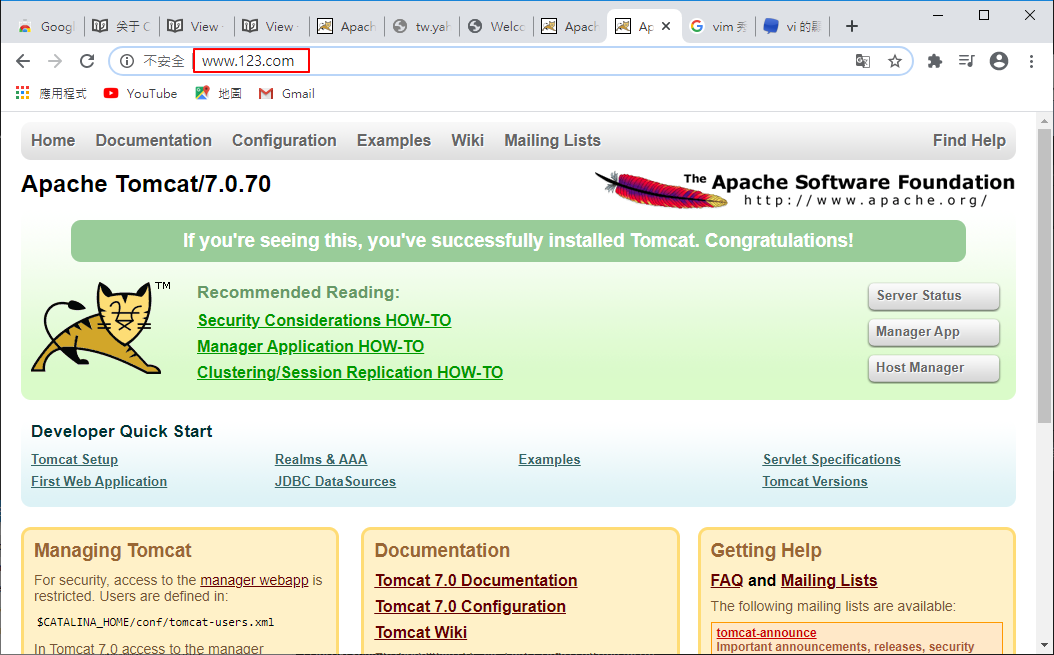 Googl
关于 C
View
View
Apach
tw.yah
Welco
Apach
Ap
vim 秀
vi 的
不安全
www.123.com
應用程式
YouTube
地圖
Gmail
Home Documentation Configuration Examples Wiki Mailing Lists Find Help
Apache Tomcat/7.0.70
The Apache Software Foundation
http://www.apache.org/
If you're seeing this, you've successfully installed Tomcat. Congratulations!
TM
Recommended Reading:
Security Considerations HOW-TO
Manager Application HOW-TO
Clustering/Session Replication HOW-TO
Server Status
Manager App
Host Manager
Developer Quick Start
Tomcat Setup
First Web Application
Realms & AAA
JDBC DataSources
Examples
Servlet Specifications
Tomcat Versions
Managing Tomcat
For security, access to the manager webapp is
restricted. Users are defined in:
$CATALINA_HOME/conf/tomcat-users.xml
In Tomcat 7.0 access to the manager
Documentation
Tomcat 7.0 Documentation
Tomcat 7.0 Configuration
Tomcat Wiki
Getting Help
FAQ and Mailing Lists
The following mailing lists are available:
tomcat-announce
Important announcements, releases, security